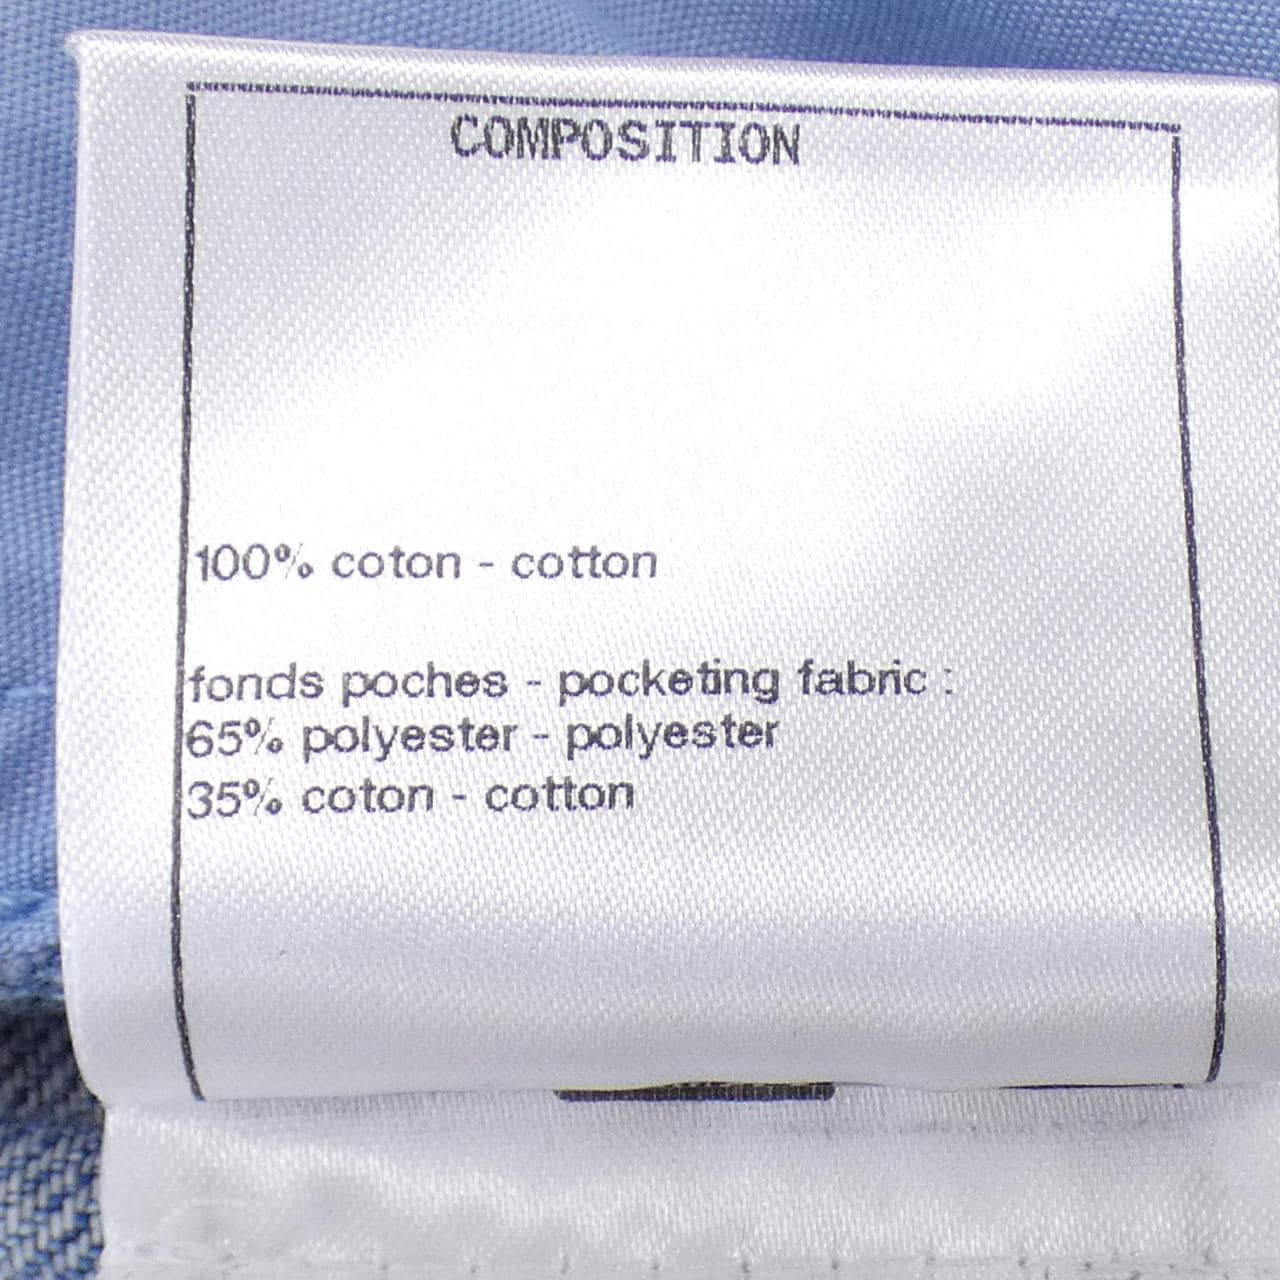 COMPOSITION
100% coton - cotton
fonds poches - pocketing fabric :
65% polyester - polyester
35% coton - cotton